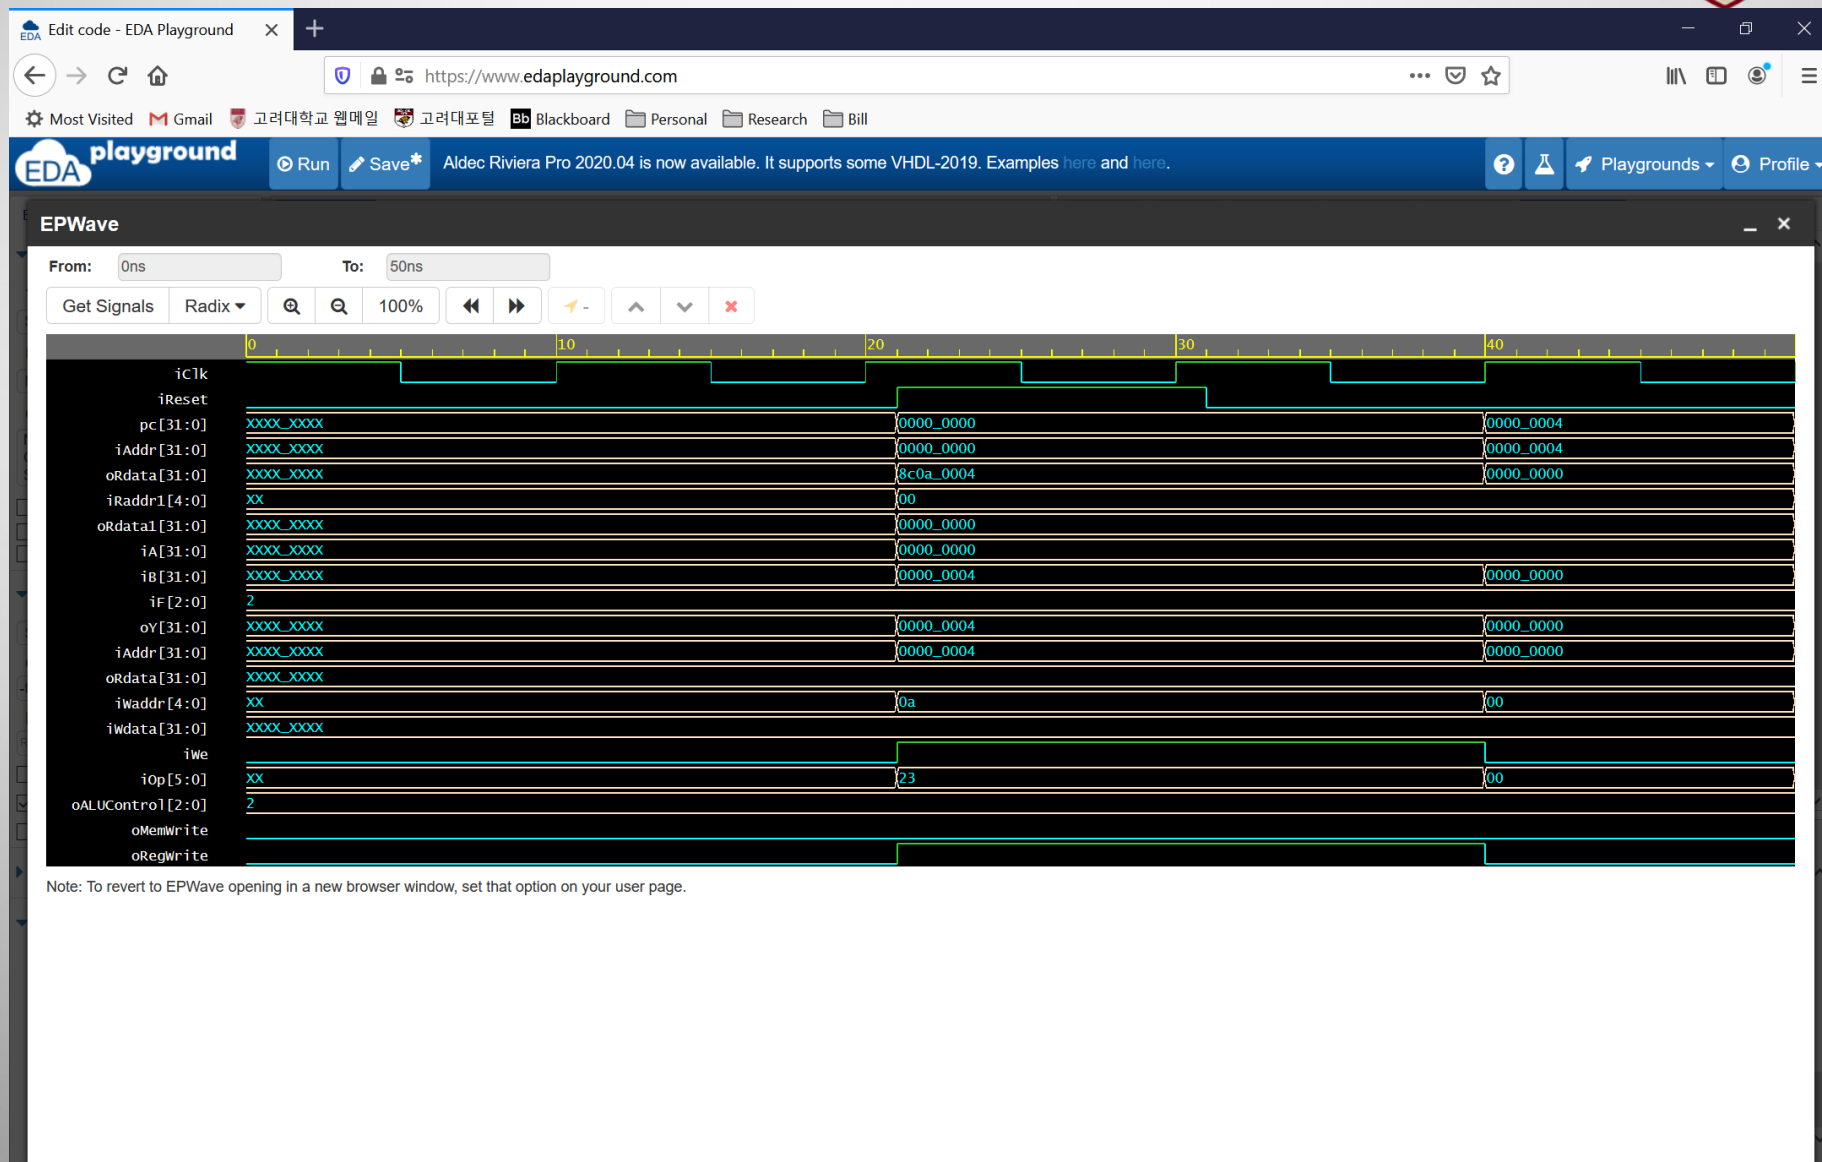 Edit code - EDA Playground
https://www.edaplayground.com
Most Visited Gmail 고려대학교 웹메일 고려대포털 Bb Blackboard Personal Research Bill
EDA playground Run Save* Aldec Riviera Pro 2020.04 is now available. It supports some VHDL-2019. Examples here and here. Playgrounds Profile
EPWave
From: 0ns To: 50ns
Get Signals Radix 100% -
0 10 20 30 40
iClk
iReset
pc[31:0] XXXX_XXXX 0000_0000 0000_0004
iAddr[31:0] XXXX_XXXX 0000_0000 0000_0004
oRdata[31:0] XXXX_XXXX 8c0a_0004 0000_0000
iRaddr1[4:0] XX 00
oRdata1[31:0] XXXX_XXXX 0000_0000
iA[31:0] XXXX_XXXX 0000_0000
iB[31:0] XXXX_XXXX 0000_0004 0000_0000
iF[2:0] 2
oY[31:0] XXXX_XXXX 0000_0004 0000_0000
iAddr[31:0] XXXX_XXXX 0000_0004 0000_0000
oRdata[31:0] XXXX_XXXX
iWaddr[4:0] XX 0a 00
iWdata[31:0] XXXX_XXXX
iWe
iOp[5:0] XX 23 00
oALUControl[2:0] 2
oMemWrite
oRegWrite
Note: To revert to EPWave opening in a new browser window, set that option on your user page.